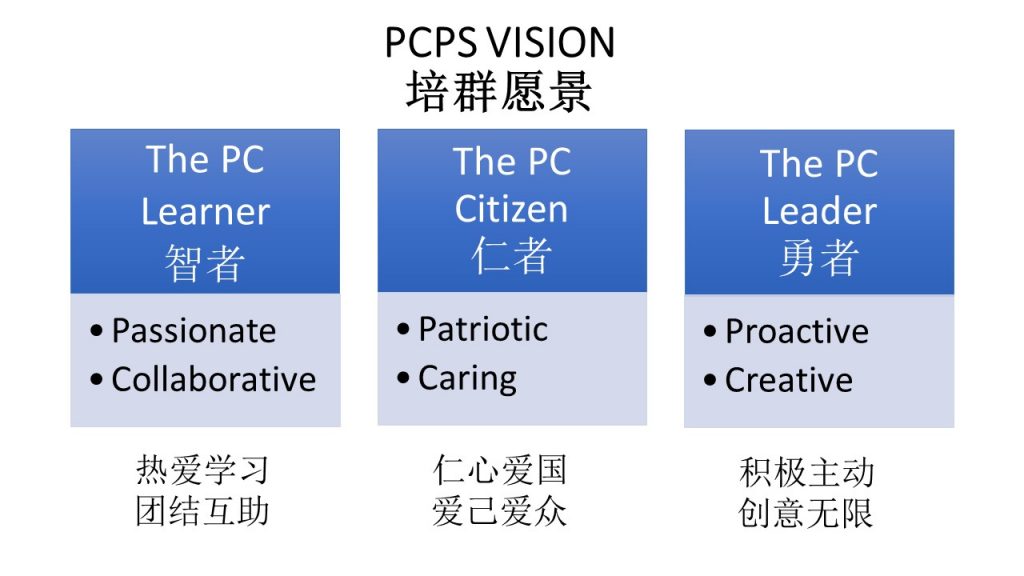 PCPS VISION
培群愿景
The PC
Learner
智者
• Passionate
• Collaborative
热爱学习
团结互助
The PC
Citizen
仁者
• Patriotic
• Caring
仁心爱国
爱己爱众
The PC
Leader
勇者
• Proactive
• Creative
积极主动
创意无限